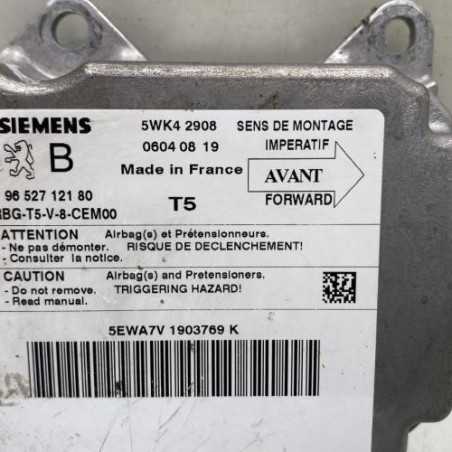 SIEMENS 5WK4 2908 SENS DE MONTAGE
B 0604 08 19 IMPERATIF
Made in France AVANT
96 527 121 80 T5 FORWARD
RBG-T5-V-8-CEM00
ATTENTION Airbag(s) et Prétensionneurs.
- Ne pas démonter. RISQUE DE DECLENCHEMENT!
- Consulter la notice.
CAUTION Airbag(s) and Pretensioners.
- Do not remove. TRIGGERING HAZARD!
- Read manual.
5EWA7V 1903769 K